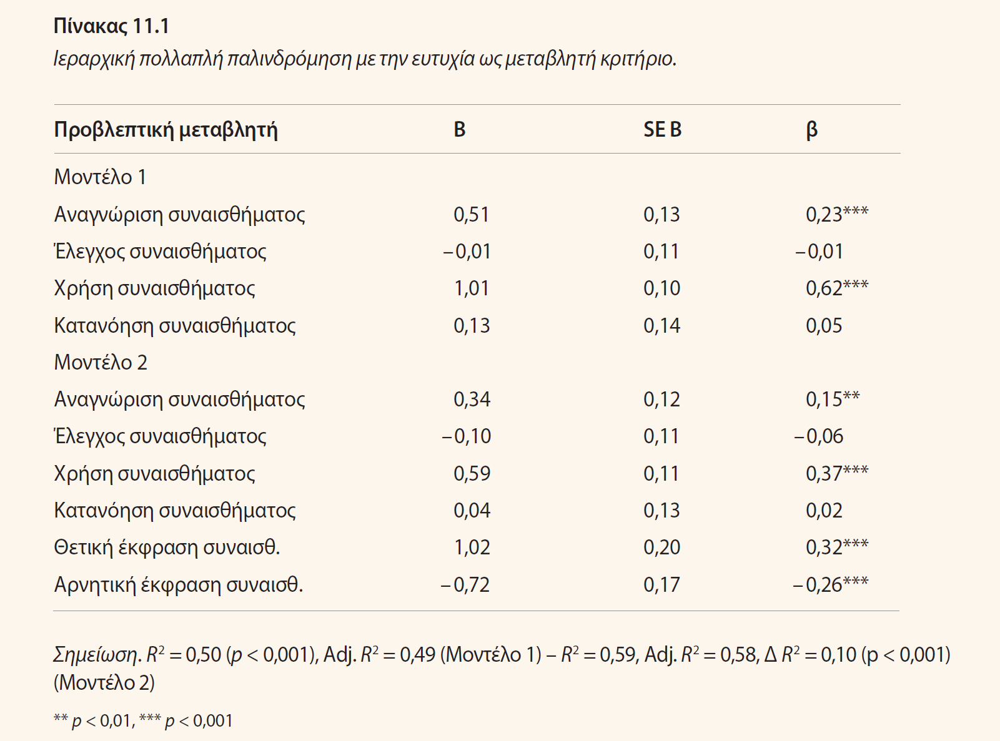 Πίνακας 11.1
Ιεραρχική πολλαπλή παλινδρόμηση με την ευτυχία ως μεταβλητή κριτήριο.
Προβλεπτική μεταβλητή B SE B β
Μοντέλο 1
Αναγνώριση συναισθήματος 0,51 0,13 0,23***
Έλεγχος συναισθήματος –0,01 0,11 –0,01
Χρήση συναισθήματος 1,01 0,10 0,62***
Κατανόηση συναισθήματος 0,13 0,14 0,05
Μοντέλο 2
Αναγνώριση συναισθήματος 0,34 0,12 0,15**
Έλεγχος συναισθήματος –0,10 0,11 –0,06
Χρήση συναισθήματος 0,59 0,11 0,37***
Κατανόηση συναισθήματος 0,04 0,13 0,02
Θετική έκφραση συναισθ. 1,02 0,20 0,32***
Αρνητική έκφραση συναισθ. –0,72 0,17 –0,26***
Σημείωση. R² = 0,50 (p < 0,001), Adj. R² = 0,49 (Μοντέλο 1) – R² = 0,59, Adj. R² = 0,58, Δ R² = 0,10 (p < 0,001)
(Μοντέλο 2)
** p < 0,01, *** p < 0,001